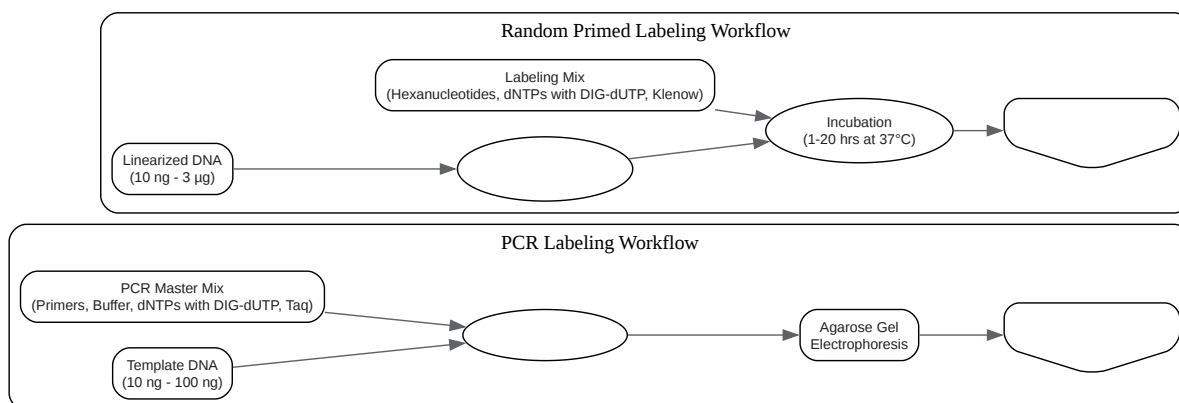 Random Primed Labeling Workflow
Labeling Mix
(Hexanucleotides, dNTPs with DIG-dUTP, Klenow)
Incubation
(1-20 hrs at 37°C)
Linearized DNA
(10 ng - 3 µg)
PCR Labeling Workflow
PCR Master Mix
(Primers, Buffer, dNTPs with DIG-dUTP, Taq)
Agarose Gel
Electrophoresis
Template DNA
(10 ng - 100 ng)